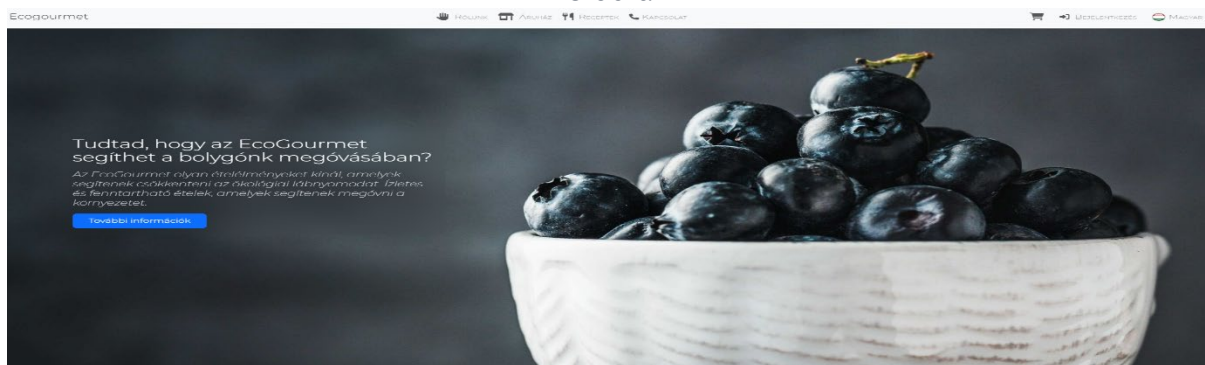 Ecogourmet
Rólunk Áruház Receptek Kapcsolat
Bejelentkezés Magyar
Tudtad, hogy az EcoGourmet
segíthet a bolygónk megóvásában?
Az EcoGourmet olyan ételélményeket kínál, amelyek
segítenek csökkenteni az ökológiai lábnyomodat. Ízletes
és fenntartható ételek, amelyek segítenek megóvni a
környezetet.
További információk